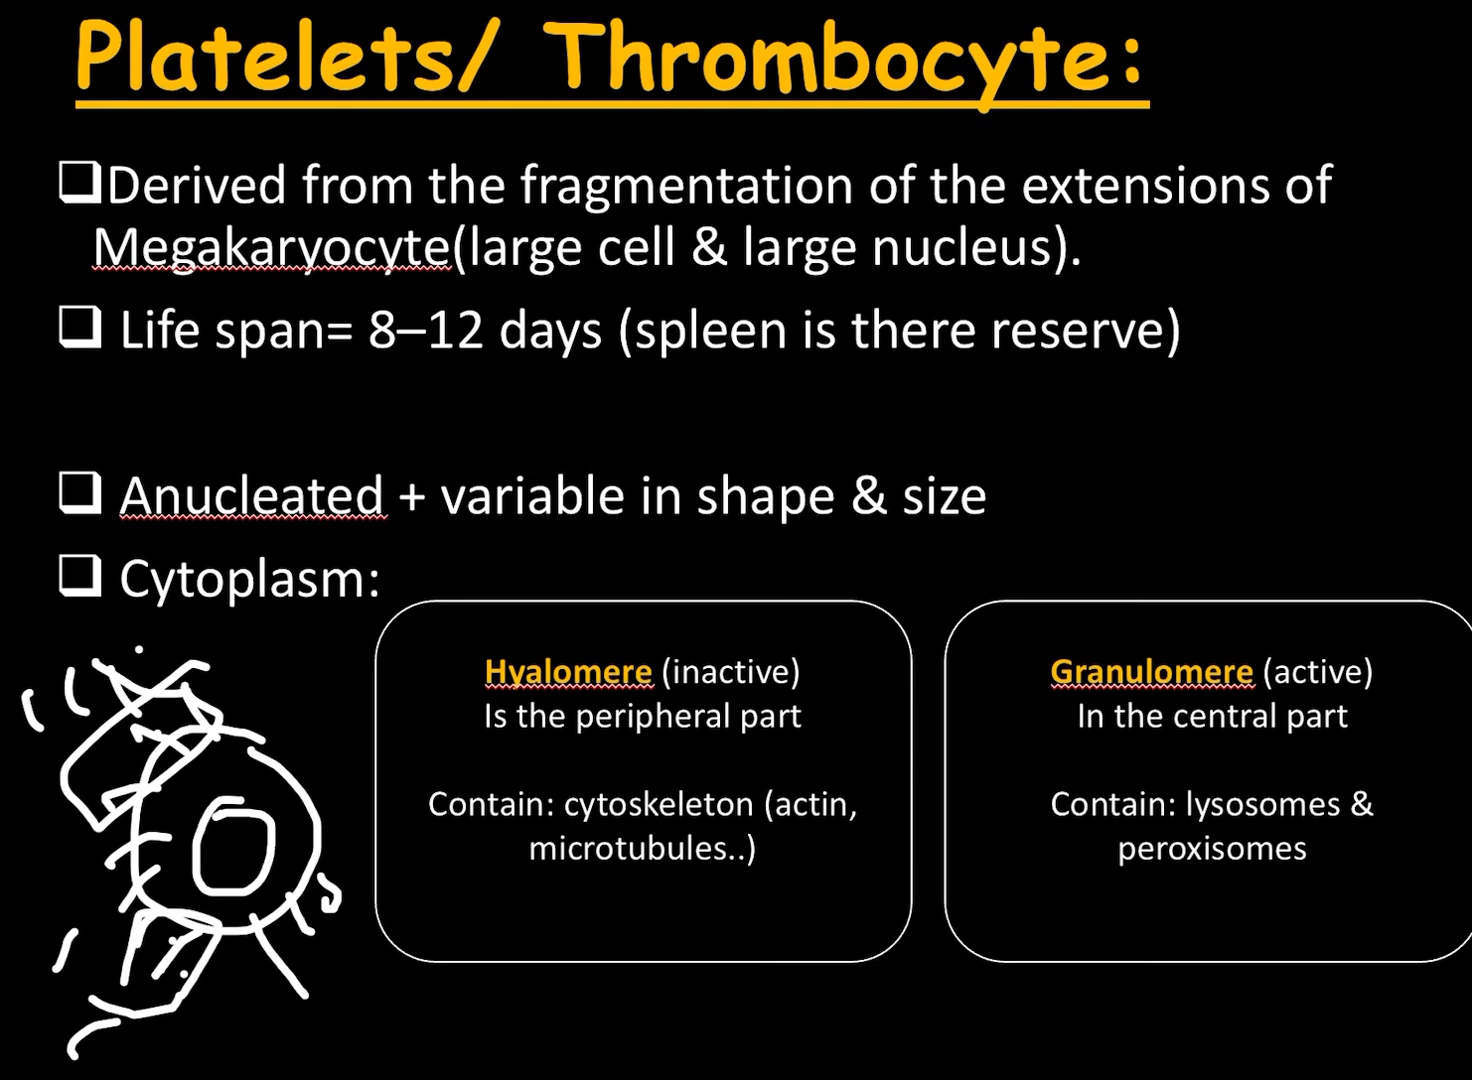 Platelets/ Thrombocyte:
Derived from the fragmentation of the extensions of
Megakaryocyte(large cell & large nucleus).
Life span= 8–12 days (spleen is there reserve)
Anucleated + variable in shape & size
Cytoplasm:
Hyalomere (inactive)
Is the peripheral part
Contain: cytoskeleton (actin,
microtubules..)
Granulomere (active)
In the central part
Contain: lysosomes &
peroxisomes